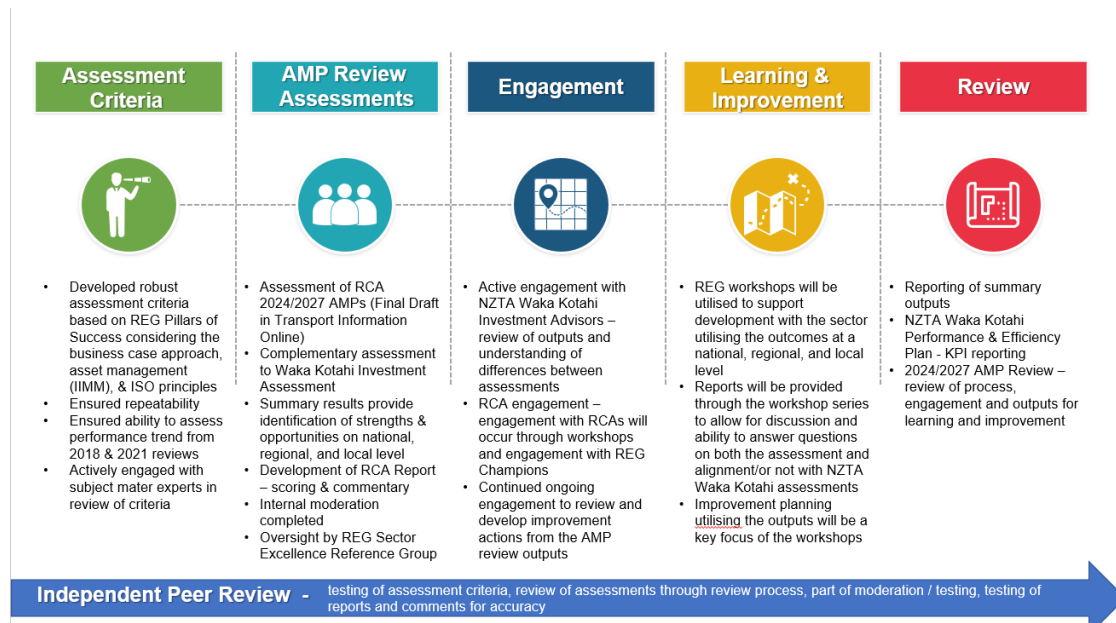 Assessment
Criteria
AMP Review
Assessments
Engagement
Learning &
Improvement
Review
• Developed robust
assessment criteria
based on REG Pillars of
Success considering the
business case approach,
asset management
(IIMM), & ISO principles
• Ensured repeatability
• Ensured ability to assess
performance trend from
2018 & 2021 reviews
• Actively engaged with
subject mater experts in
review of criteria
• Assessment of RCA
2024/2027 AMPs (Final Draft
in Transport Information
Online)
• Complementary assessment
to Waka Kotahi Investment
Assessment
• Summary results provide
identification of strengths &
opportunities on national,
regional, and local level
• Development of RCA Report
– scoring & commentary
• Internal moderation
completed
• Oversight by REG Sector
Excellence Reference Group
• Active engagement with
NZTA Waka Kotahi
Investment Advisors –
review of outputs and
understanding of
differences between
assessments
• RCA engagement –
engagement with RCAs will
occur through workshops
and engagement with REG
Champions
• Continued ongoing
engagement to review and
develop improvement
actions from the AMP
review outputs
• REG workshops will be
utilised to support
development with the sector
utilising the outcomes at a
national, regional, and local
level
• Reports will be provided
through the workshop series
to allow for discussion and
ability to answer questions
on both the assessment and
alignment/or not with NZTA
Waka Kotahi assessments
• Improvement planning
utilising the outputs will be a
key focus of the workshops
• Reporting of summary
outputs
• NZTA Waka Kotahi
Performance & Efficiency
Plan - KPI reporting
• 2024/2027 AMP Review –
review of process,
engagement and outputs for
learning and improvement
Independent Peer Review - testing of assessment criteria, review of assessments through review process, part of moderation / testing, testing of
reports and comments for accuracy